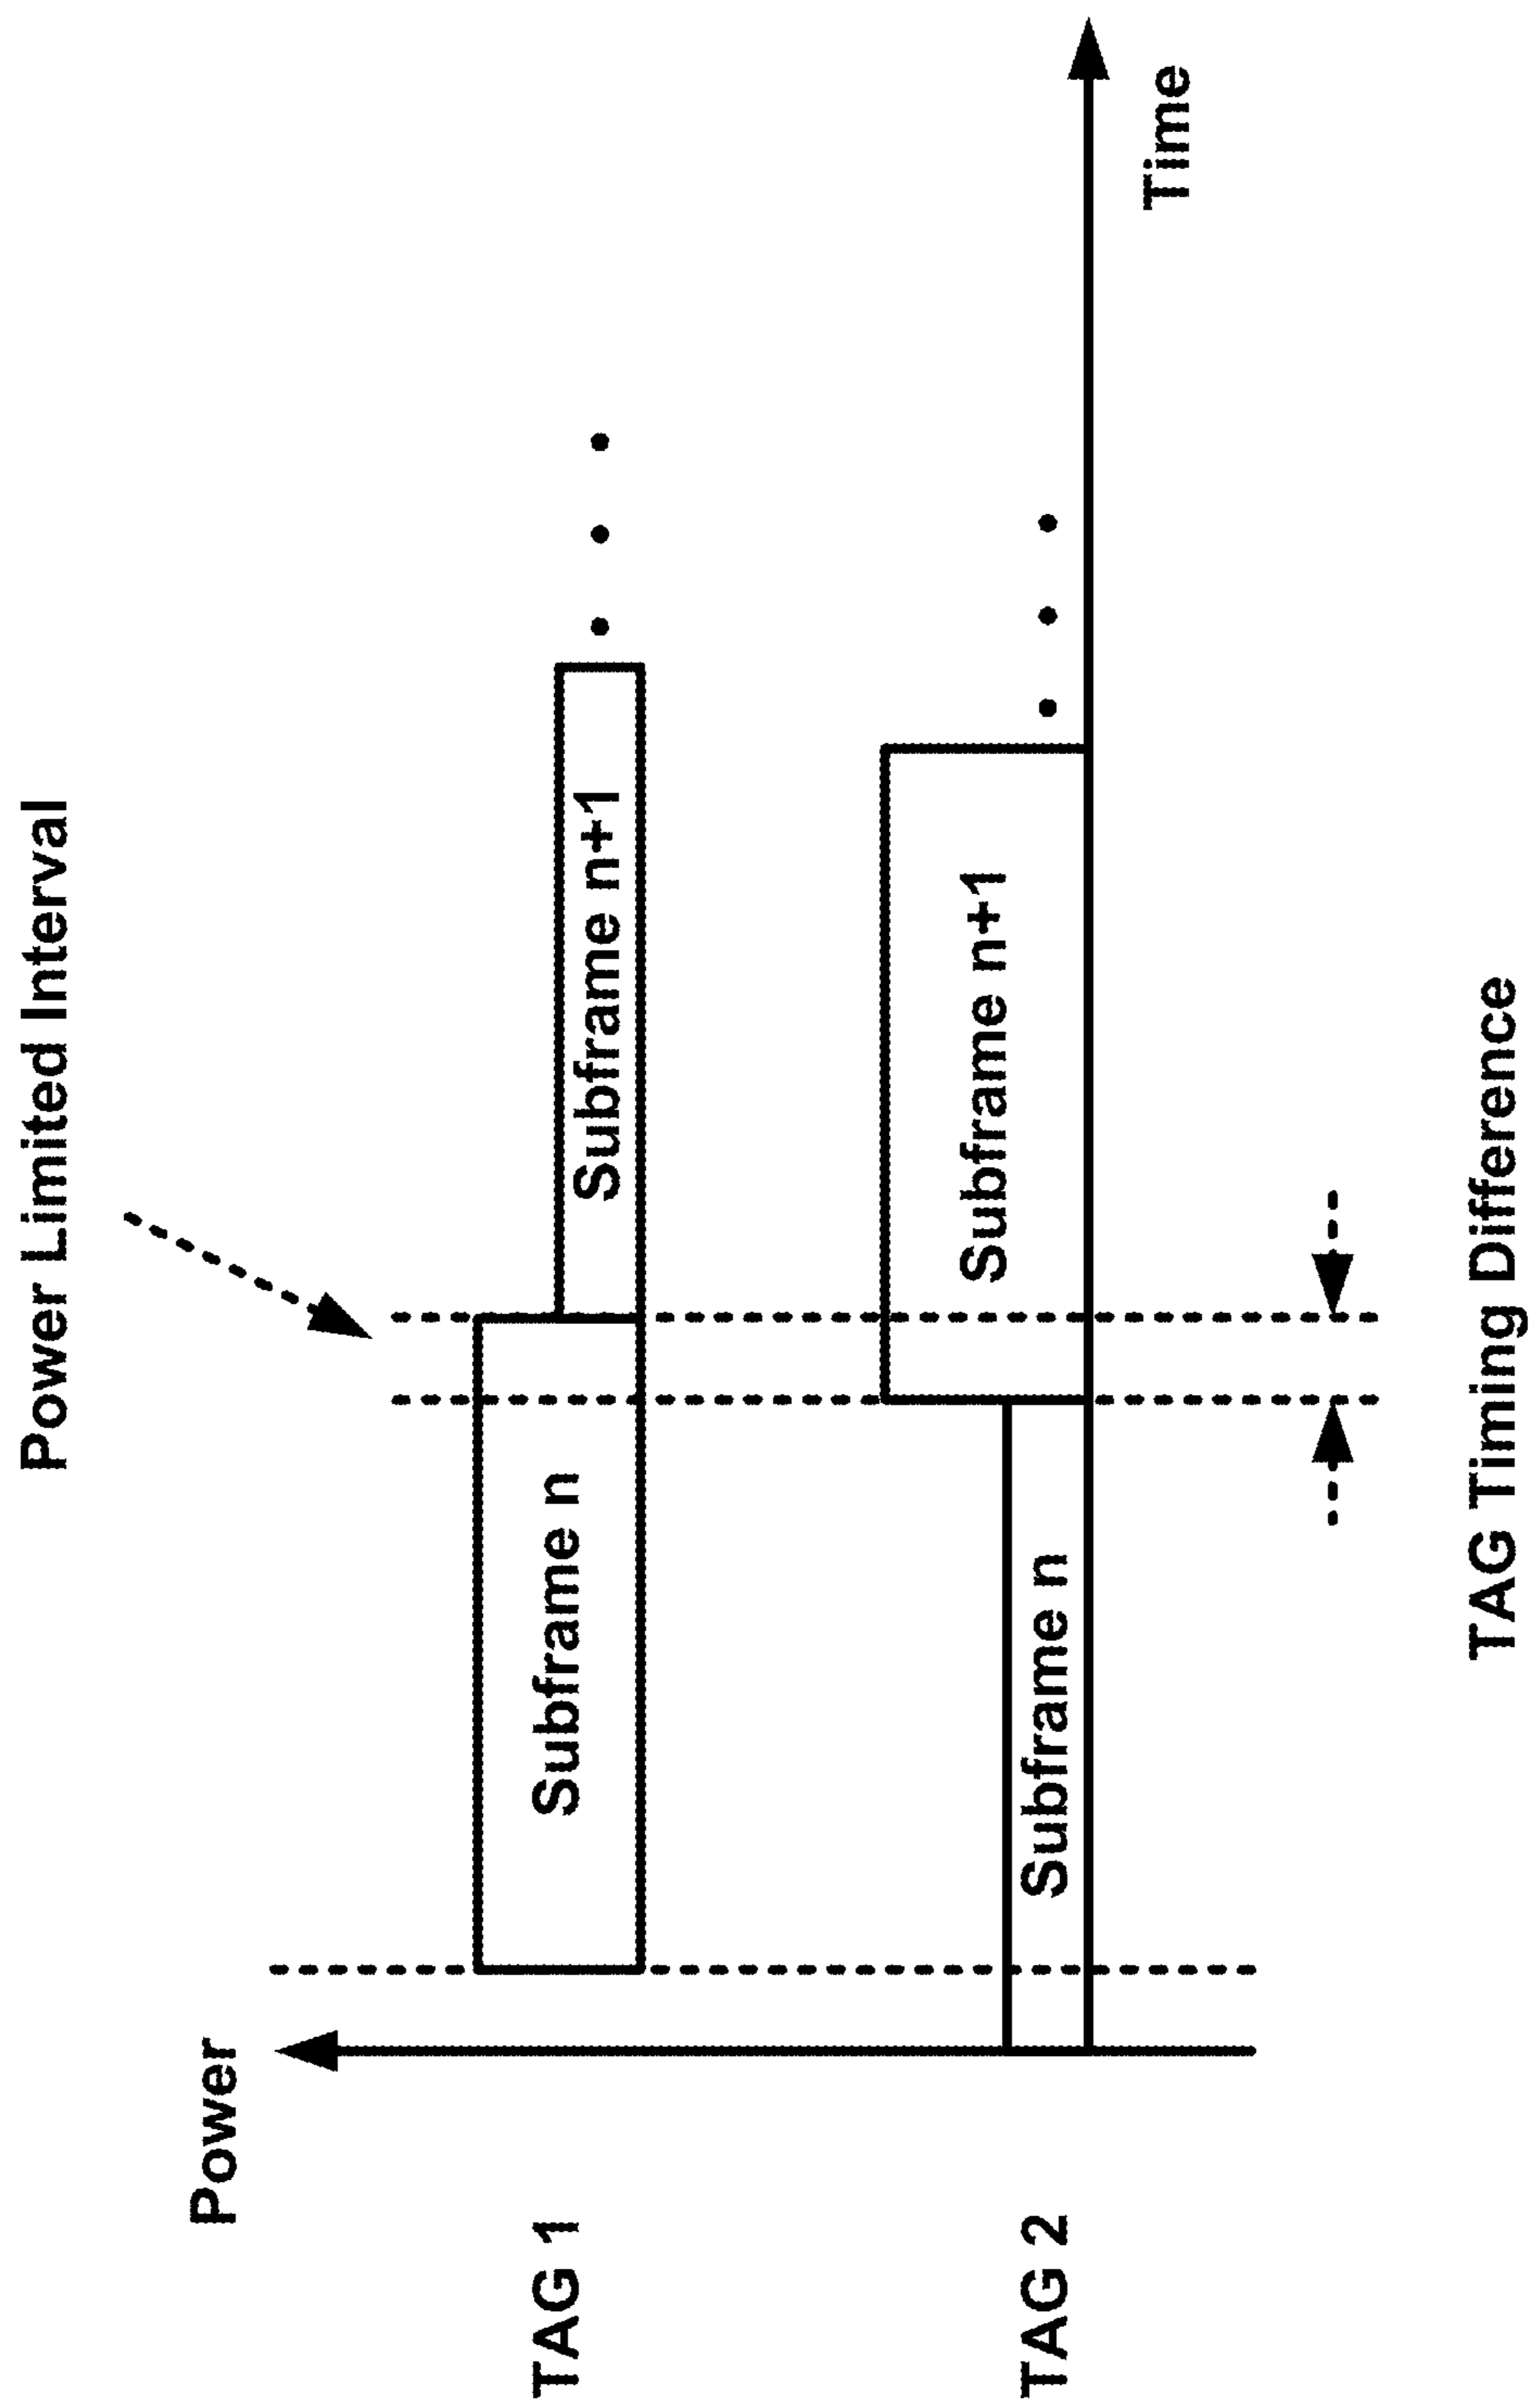 Power Limited Interval
Power
TAG 1
Subframe n
Subframe n+1
TAG 2
Subframe n
Subframe n+1
Time
TAG Timing Difference